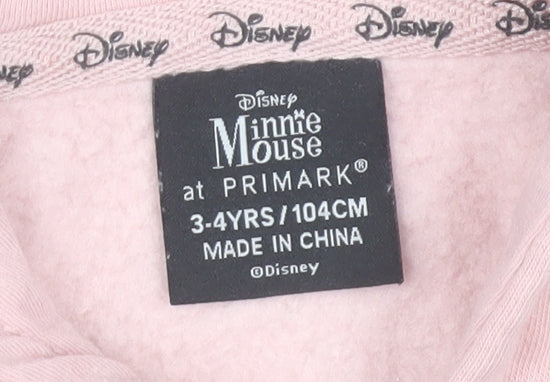 Disney Disney Disney Disney
Disney
Minnie
Mouse
at PRIMARK®
3-4YRS/104CM
MADE IN CHINA
©Disney